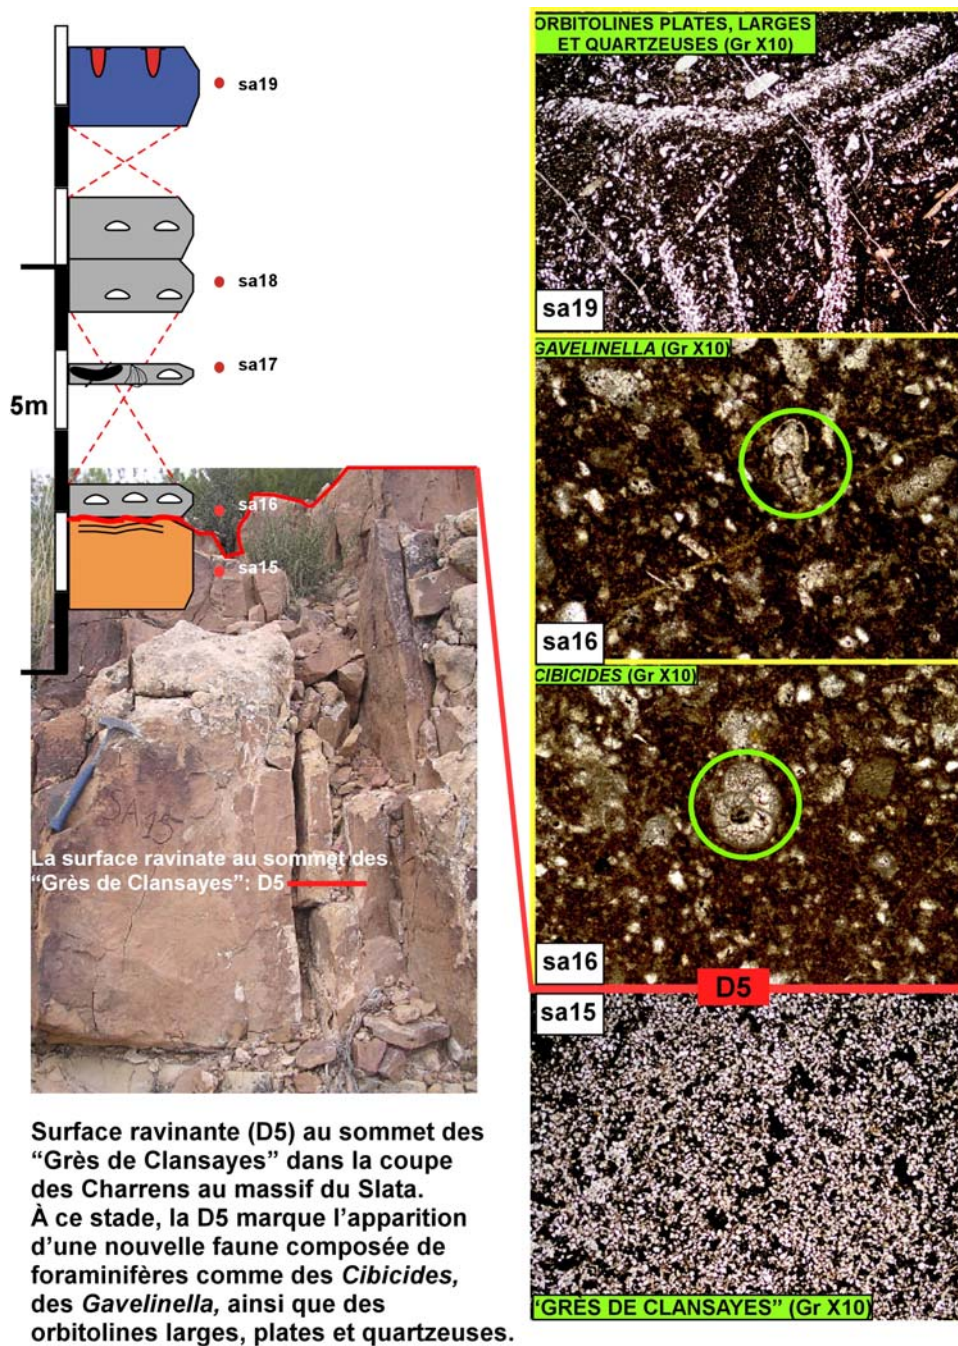 sa19
sa18
sa17
5m
sa16
sa15
SA15
La surface ravinate au sommet des
“Grès de Clansayes”: D5
ORBITOLINES PLATES, LARGES
ET QUARTZEUSES (Gr X10)
sa19
GAVELINELLA (Gr X10)
sa16
CIBICIDES (Gr X10)
sa16
D5
sa15
“GRÈS DE CLANSAYES” (Gr X10)
Surface ravinante (D5) au sommet des
“Grès de Clansayes” dans la coupe
des Charrens au massif du Slata.
À ce stade, la D5 marque l’apparition
d’une nouvelle faune composée de
foraminifères comme des Cibicides,
des Gavelinella, ainsi que des
orbitolines larges, plates et quartzeuses.